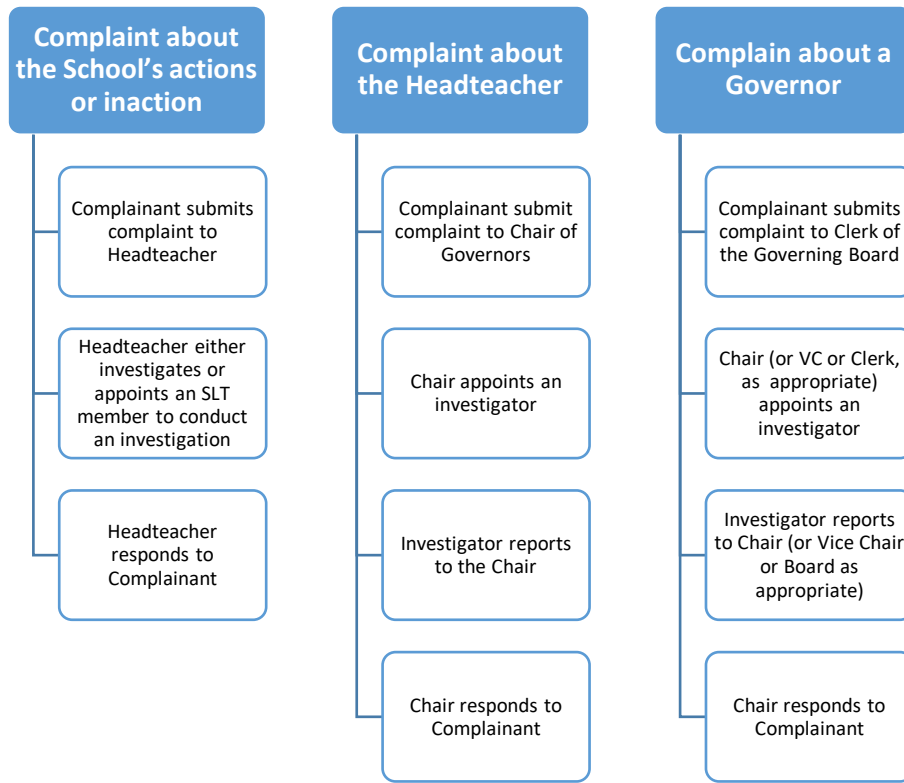 Complaint about
the School's actions
or inaction
Complainant submits
complaint to
Headteacher
Headteacher either
investigates or
appoints an SLT
member to conduct
an investigation
Headteacher
responds to
Complainant
Complaint about
the Headteacher
Complainant submit
complaint to Chair of
Governors
Chair appoints an
investigator
Investigator reports
to the Chair
Chair responds to
Complainant
Complain about a
Governor
Complainant submits
complaint to Clerk of
the Governing Board
Chair (or VC or Clerk,
as appropriate)
appoints an
investigator
Investigator reports
to Chair (or Vice Chair
or Board as
appropriate)
Chair responds to
Complainant